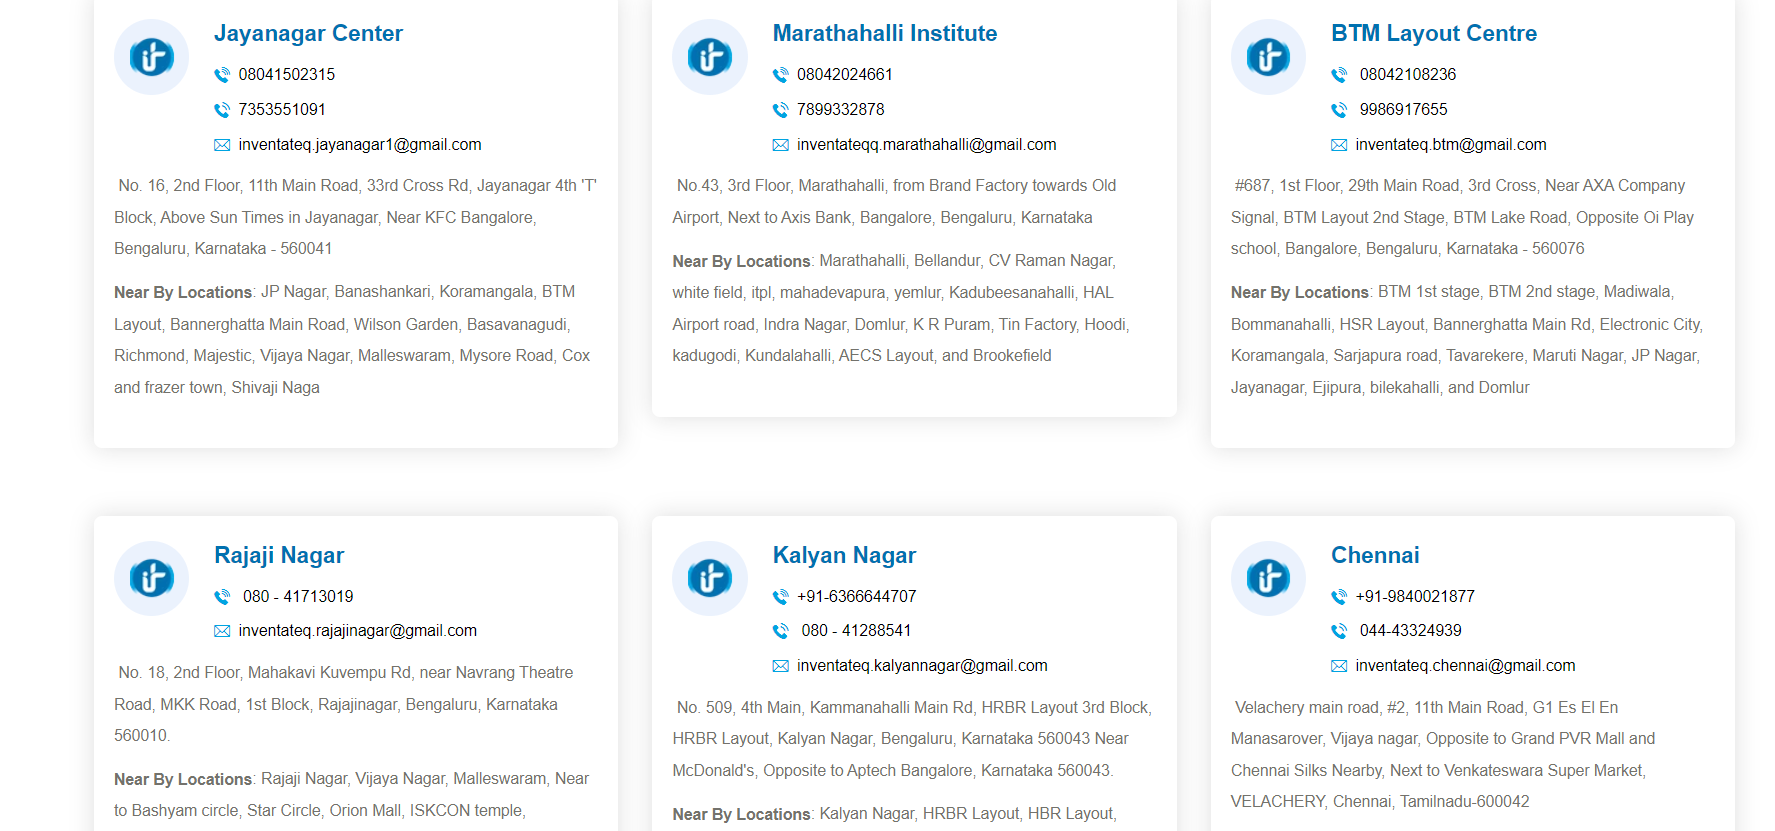 Jayanagar Center
08041502315
7353551091
inventateq.jayanagar1@gmail.com
No. 16, 2nd Floor, 11th Main Road, 33rd Cross Rd, Jayanagar 4th 'T'
Block, Above Sun Times in Jayanagar, Near KFC Bangalore,
Bengaluru, Karnataka - 560041
Near By Locations: JP Nagar, Banashankari, Koramangala, BTM
Layout, Bannerghatta Main Road, Wilson Garden, Basavanagudi,
Richmond, Majestic, Vijaya Nagar, Malleswaram, Mysore Road, Cox
and frazer town, Shivaji Naga
Marathahalli Institute
08042024661
7899332878
inventateqq.marathahalli@gmail.com
No.43, 3rd Floor, Marathahalli, from Brand Factory towards Old
Airport, Next to Axis Bank, Bangalore, Bengaluru, Karnataka
Near By Locations: Marathahalli, Bellandur, CV Raman Nagar,
white field, itpl, mahadevapura, yemlur, Kadubeesanahalli, HAL
Airport road, Indra Nagar, Domlur, K R Puram, Tin Factory, Hoodi,
kadugodi, Kundalahalli, AECS Layout, and Brookefield
BTM Layout Centre
08042108236
9986917655
inventateq.btm@gmail.com
#687, 1st Floor, 29th Main Road, 3rd Cross, Near AXA Company
Signal, BTM Layout 2nd Stage, BTM Lake Road, Opposite Oi Play
school, Bangalore, Bengaluru, Karnataka - 560076
Near By Locations: BTM 1st stage, BTM 2nd stage, Madiwala,
Bommanahalli, HSR Layout, Bannerghatta Main Rd, Electronic City,
Koramangala, Sarjapura road, Tavarekere, Maruti Nagar, JP Nagar,
Jayanagar, Ejipura, bilekahalli, and Domlur
Rajaji Nagar
080 - 41713019
inventateq.rajajinagar@gmail.com
No. 18, 2nd Floor, Mahakavi Kuvempu Rd, near Navrang Theatre
Road, MKK Road, 1st Block, Rajajinagar, Bengaluru, Karnataka
560010.
Near By Locations: Rajaji Nagar, Vijaya Nagar, Malleswaram, Near
to Bashyam circle, Star Circle, Orion Mall, ISKCON temple,
Kalyan Nagar
+91-6366644707
080 - 41288541
inventateq.kalyannagar@gmail.com
No. 509, 4th Main, Kammanahalli Main Rd, HRBR Layout 3rd Block,
HRBR Layout, Kalyan Nagar, Bengaluru, Karnataka 560043 Near
McDonald's, Opposite to Aptech Bangalore, Karnataka 560043.
Near By Locations: Kalyan Nagar, HRBR Layout, HBR Layout,
Chennai
+91-9840021877
044-43324939
inventateq.chennai@gmail.com
Velachery main road, #2, 11th Main Road, G1 Es El En
Manasarover, Vijaya nagar, Opposite to Grand PVR Mall and
Chennai Silks Nearby, Next to Venkateswara Super Market,
VELACHERY, Chennai, Tamilnadu-600042